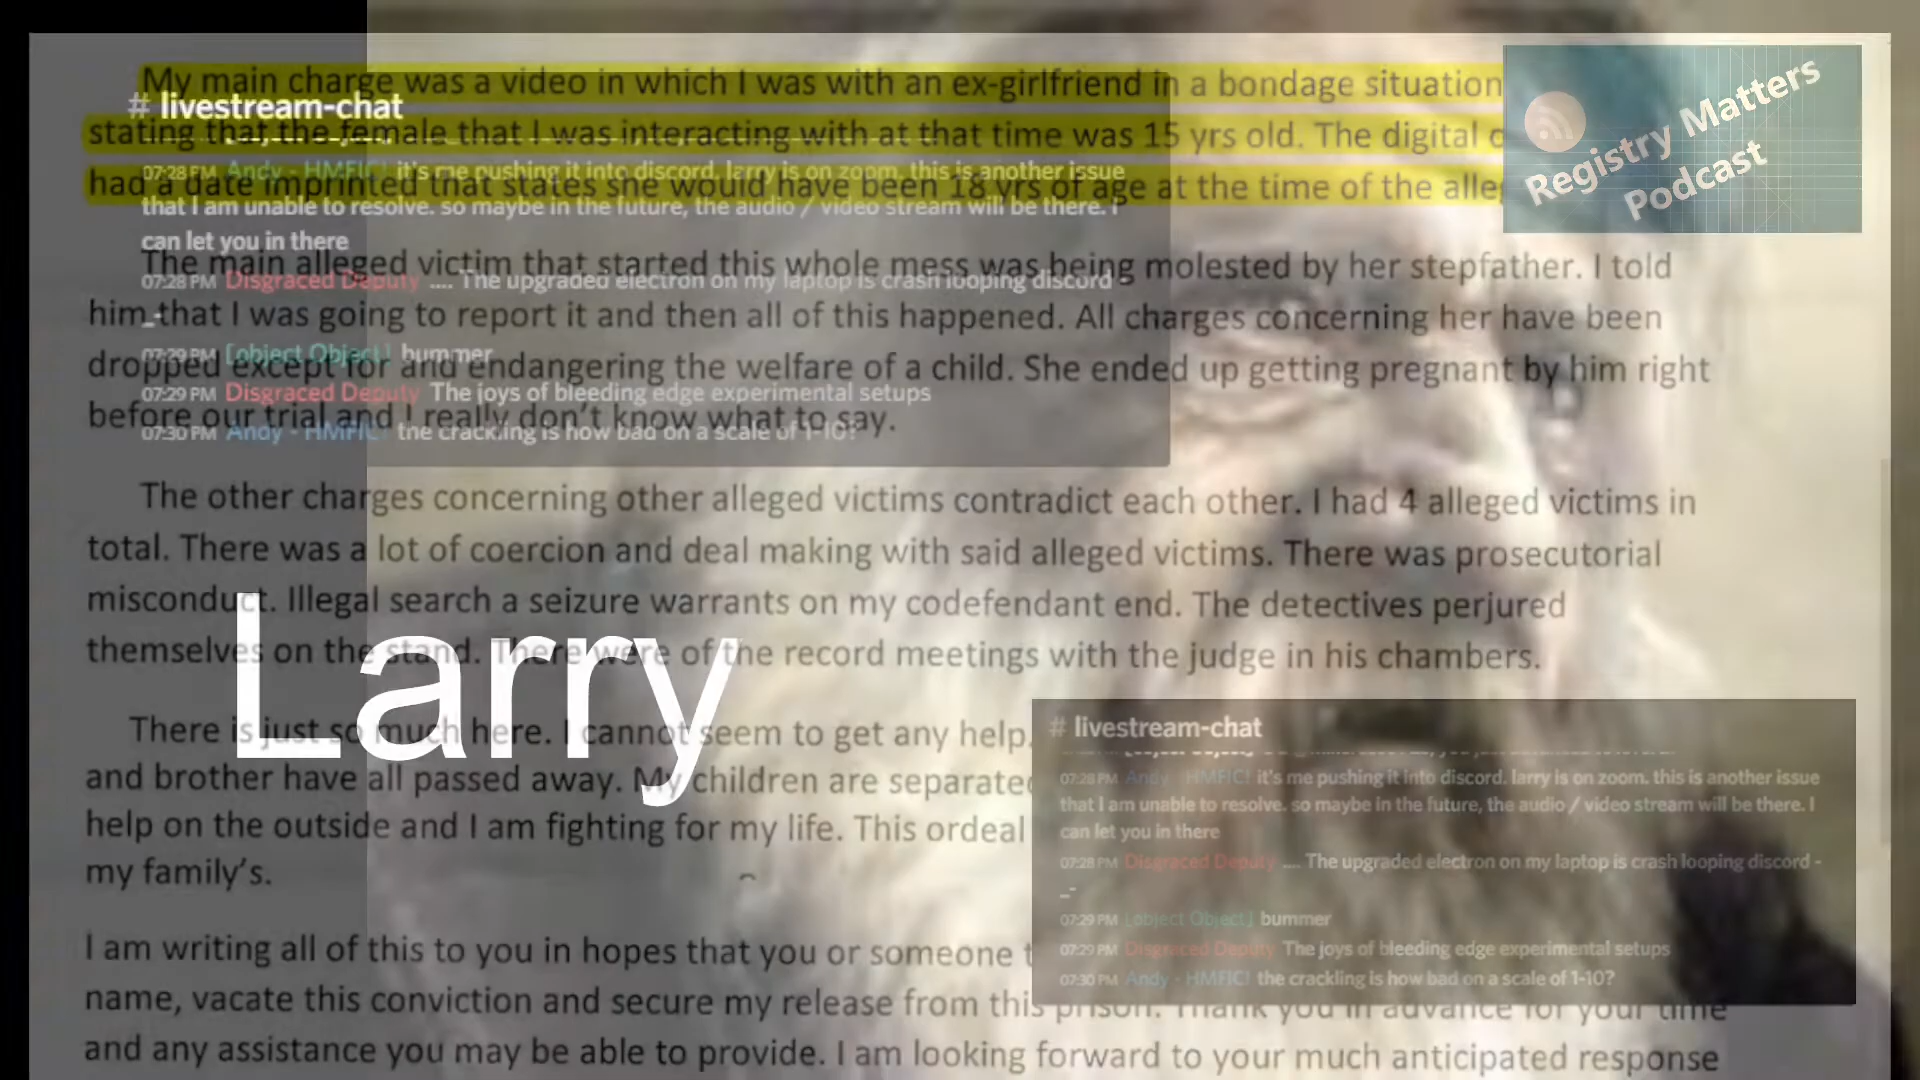 My main charge was a video in which I was with an ex-girlfriend in a bondage situation
stating that the female that I was interacting with at that time was 15 yrs old. The digital
had a date imprinted that states she would have been 18 yrs of age at the time of the
The main alleged victim that started this whole mess was being molested by her stepfather. I told
him that I was going to report it and then all of this happened. All charges concerning her have been
dropped except for and endangering the welfare of a child. She ended up getting pregnant by him right
before our trial and I really don't know what to say.
The other charges concerning other alleged victims contradict each other. I had 4 alleged victims in
total. There was a lot of coercion and deal making with said alleged victims. There was prosecutorial
misconduct. Illegal search a seizure warrants on my codefendant end. The detectives perjured
themselves on the stand. There were of the record meetings with the judge in his chambers.
There is just so much here. I cannot seem to get any help.
and brother have all passed away. My children are separated
help on the outside and I am fighting for my life. This ordeal
my family's.
I am writing all of this to you in hopes that you or someone
name, vacate this conviction and secure my release from this prison. Thank you in advance for your time
and any assistance you may be able to provide. I am looking forward to your much anticipated response
# livestream-chat
07:28 PM Andy - HMFIC! it's me pushing it into discord. larry is on zoom. this is another issue
that I am unable to resolve. so maybe in the future, the audio / video stream will be there. I
can let you in there
07:28 PM Disgraced Deputy .... The upgraded electron on my laptop is crash looping discord
-_-
07:29 PM [object Object] bummer
07:29 PM Disgraced Deputy The joys of bleeding edge experimental setups
07:30 PM Andy - HMFIC! the crackling is how bad on a scale of 1-10?
Registry Matters
Podcast
Larry
# livestream-chat
07:28 PM Andy - HMFIC! it's me pushing it into discord. larry is on zoom. this is another issue
that I am unable to resolve. so maybe in the future, the audio / video stream will be there. I
can let you in there
07:28 PM Disgraced Deputy .... The upgraded electron on my laptop is crash looping discord -
_-
07:29 PM [object Object] bummer
07:29 PM Disgraced Deputy The joys of bleeding edge experimental setups
07:30 PM Andy - HMFIC! the crackling is how bad on a scale of 1-10?